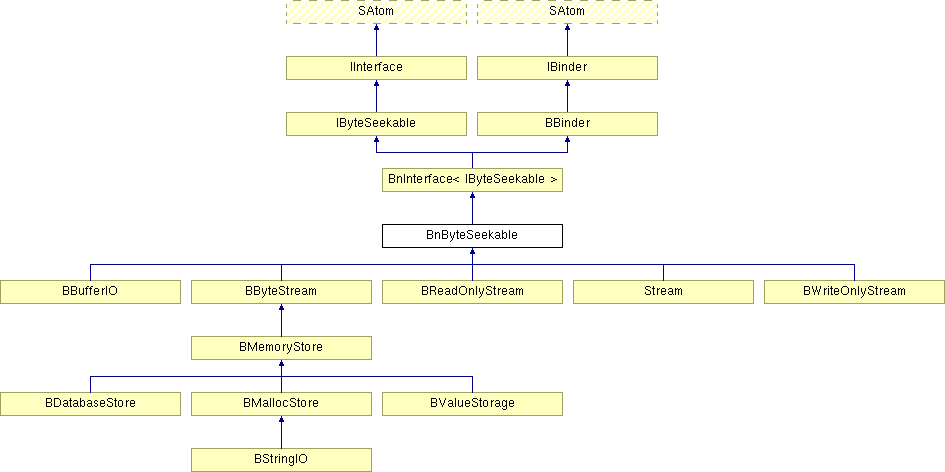 SAtom
SAtom
IInterface
IBinder
IByteSeekable
BBinder
BnInterface< IByteSeekable >
BnByteSeekable
BBufferIO
BByteStream
BReadOnlyStream
Stream
BWriteOnlyStream
BMemoryStore
BDatabaseStore
BMallocStore
BValueStorage
BStringIO